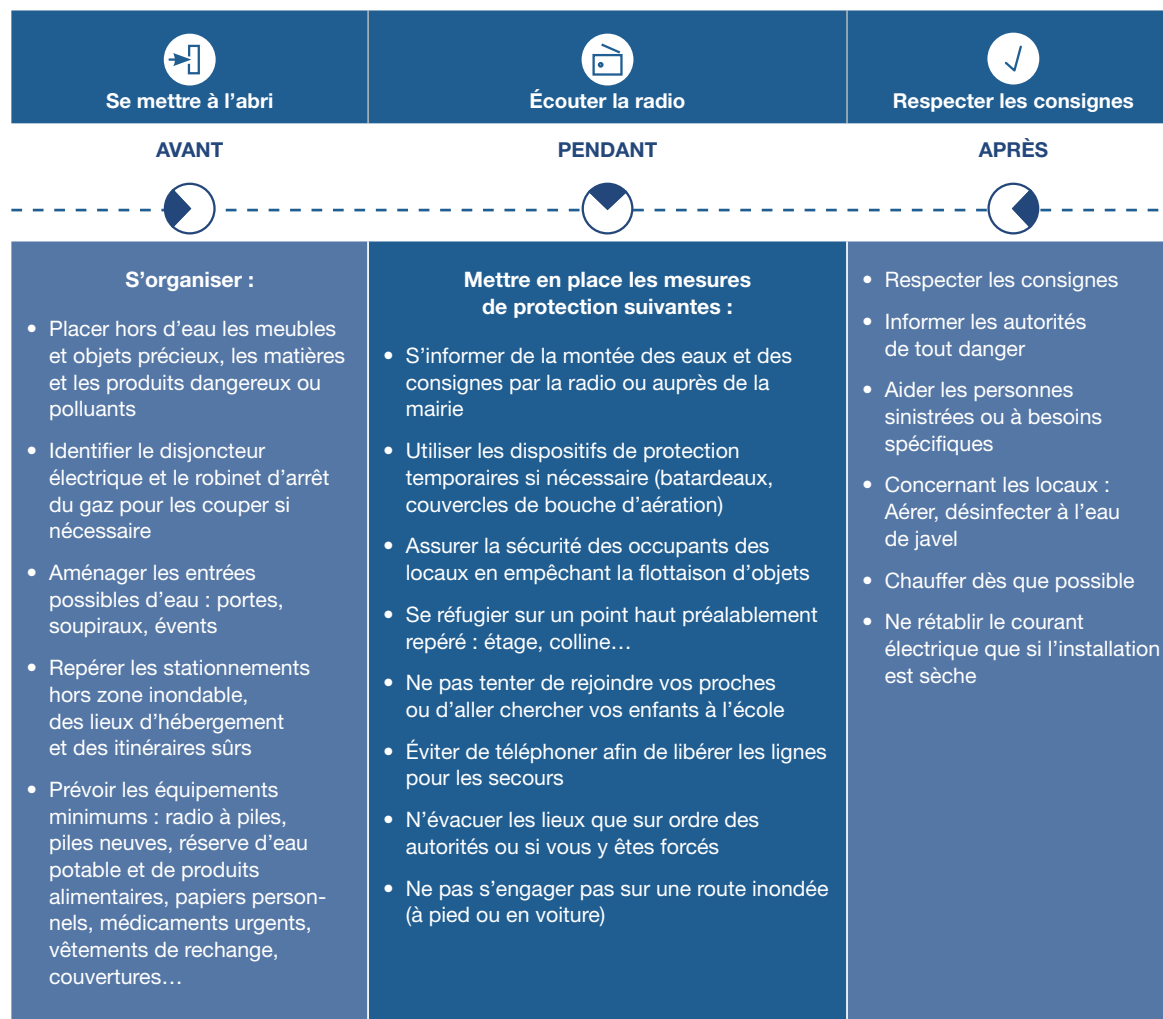 Se mettre à l'abri
Écouter la radio
Respecter les consignes
AVANT
PENDANT
APRÈS
S'organiser :
• Placer hors d'eau les meubles
et objets précieux, les matières
et les produits dangereux ou
polluants
• Identifier le disjoncteur
électrique et le robinet d'arrêt
du gaz pour les couper si
nécessaire
• Aménager les entrées
possibles d'eau : portes,
soupiraux, évents
• Repérer les stationnements
hors zone inondable,
des lieux d'hébergement
et des itinéraires sûrs
• Prévoir les équipements
minimums : radio à piles,
piles neuves, réserve d'eau
potable et de produits
alimentaires, papiers person-
nels, médicaments urgents,
vêtements de rechange,
couvertures…
Mettre en place les mesures
de protection suivantes :
• S'informer de la montée des eaux et des
consignes par la radio ou auprès de la
mairie
• Utiliser les dispositifs de protection
temporaires si nécessaire (batardeaux,
couvercles de bouche d'aération)
• Assurer la sécurité des occupants des
locaux en empêchant la flottaison d'objets
• Se réfugier sur un point haut préalablement
repéré : étage, colline…
• Ne pas tenter de rejoindre vos proches
ou d'aller chercher vos enfants à l'école
• Éviter de téléphoner afin de libérer les lignes
pour les secours
• N'évacuer les lieux que sur ordre des
autorités ou si vous y êtes forcés
• Ne pas s'engager pas sur une route inondée
(à pied ou en voiture)
• Respecter les consignes
• Informer les autorités
de tout danger
• Aider les personnes
sinistrées ou à besoins
spécifiques
• Concernant les locaux :
Aérer, désinfecter à l'eau
de javel
• Chauffer dès que possible
• Ne rétablir le courant
électrique que si l'installation
est sèche